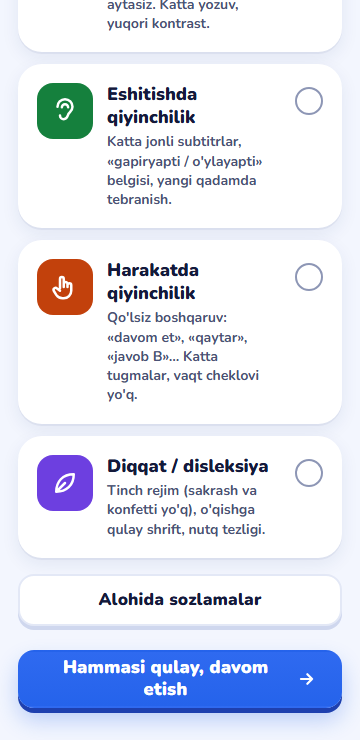 aytasiz. Katta yozuv,
yuqori kontrast.
Eshitishda
qiyinchilik
Katta jonli subtitrlar,
«gapiryapti / o'ylayapti»
belgisi, yangi qadamda
tebranish.
Harakatda
qiyinchilik
Qo'lsiz boshqaruv:
«davom et», «qaytar»,
«javob B»... Katta
tugmalar, vaqt cheklovi
yo'q.
Diqqat / disleksiya
Tinch rejim (sakrash va
konfetti yo'q), o'qishga
qulay shrift, nutq tezligi.
Alohida sozlamalar
Hammasi qulay, davom
etish